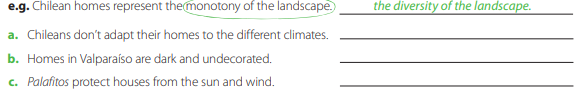 e.g. Chilean homes represent the monotony of the landscape. the diversity of the landscape.
a. Chileans don't adapt their homes to the different climates.
b. Homes in Valparaíso are dark and undecorated.
c. Palafitos protect houses from the sun and wind.